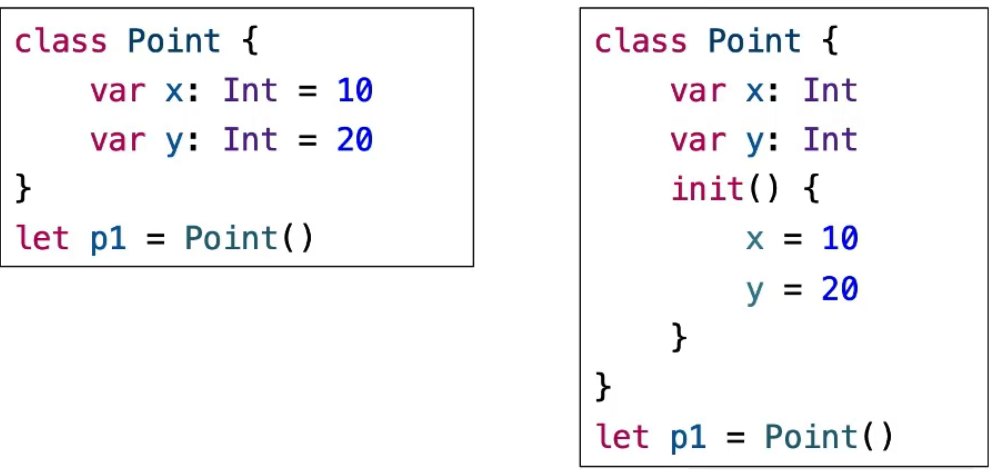 class Point {
    var x: Int = 10
    var y: Int = 20
}
let p1 = Point()
class Point {
    var x: Int
    var y: Int
    init() {
        x = 10
        y = 20
    }
}
let p1 = Point()